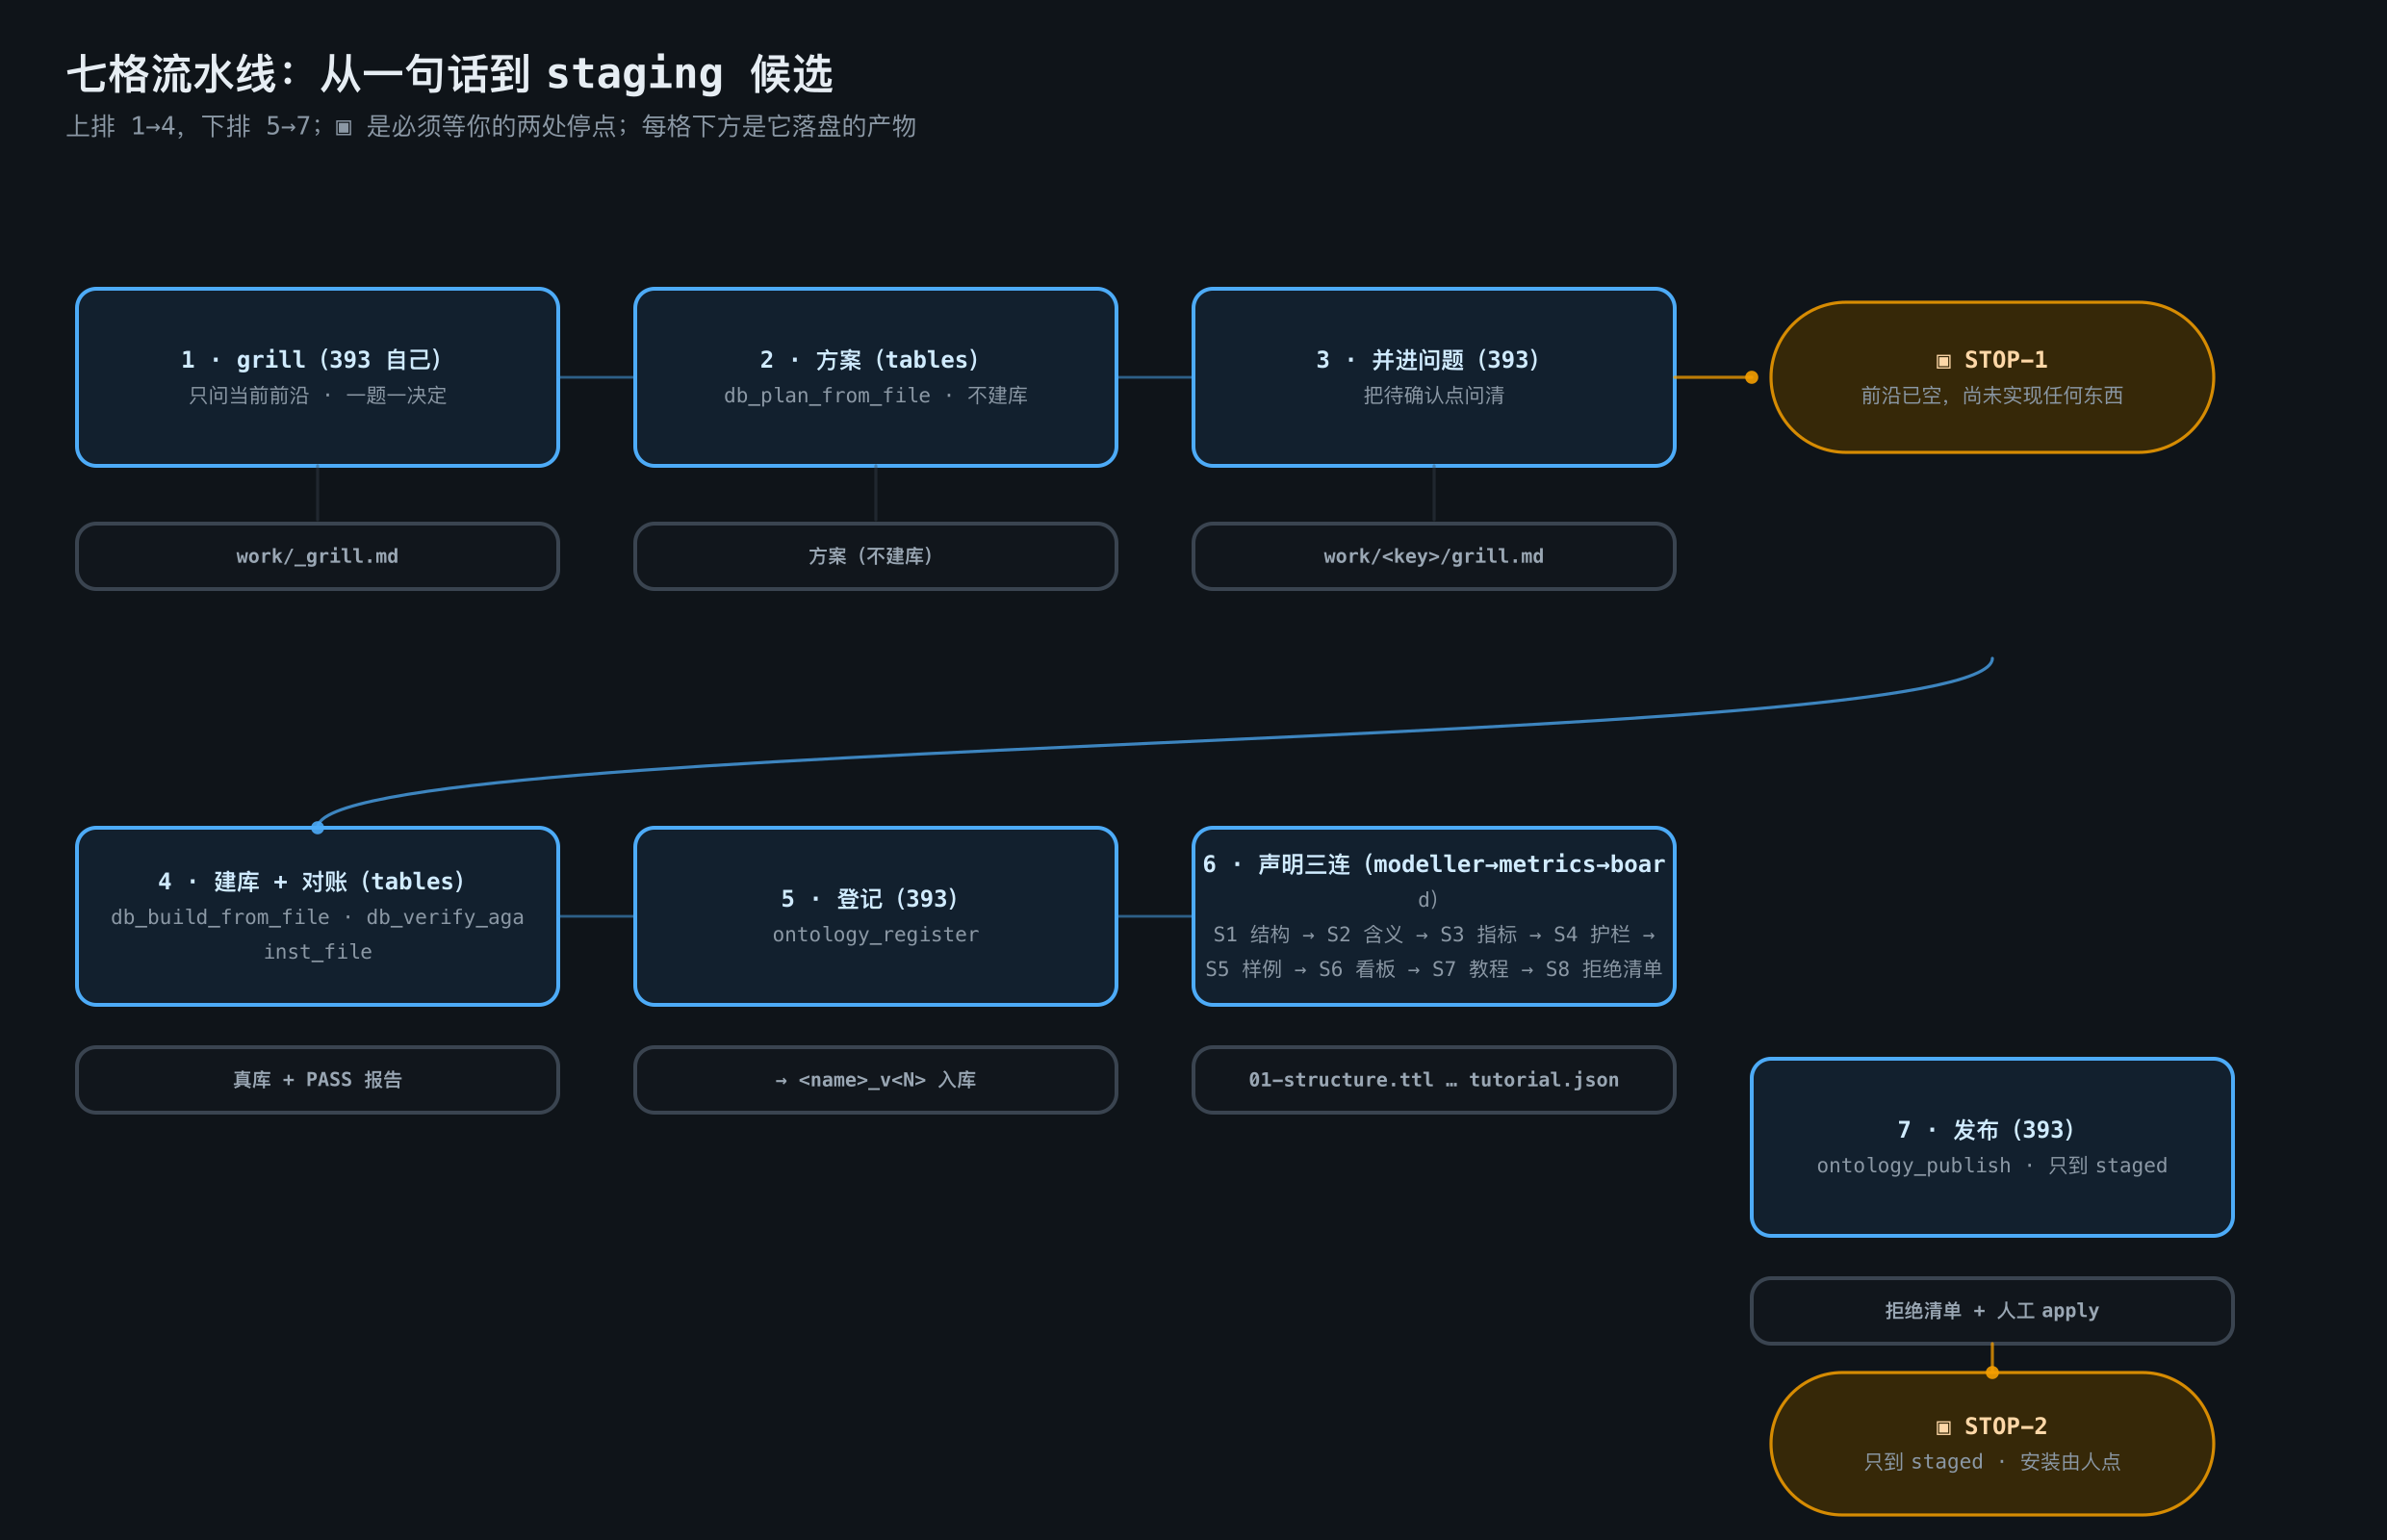 七格流水线：从一句话到 staging 候选
上排 1→4，下排 5→7；▣ 是必须等你的两处停点；每格下方是它落盘的产物
1 · grill（393 自己）
只问当前前沿 · 一题一决定
2 · 方案（tables）
db_plan_from_file · 不建库
3 · 并进问题（393）
把待确认点问清
▣ STOP-1
前沿已空，尚未实现任何东西
work/_grill.md
方案（不建库）
work/<key>/grill.md
4 · 建库 + 对账（tables）
db_build_from_file · db_verify_aga
inst_file
5 · 登记（393）
ontology_register
6 · 声明三连（modeller→metrics→boar
d）
S1 结构 → S2 含义 → S3 指标 → S4 护栏 →
S5 样例 → S6 看板 → S7 教程 → S8 拒绝清单
真库 + PASS 报告
→ <name>_v<N> 入库
01-structure.ttl … tutorial.json
7 · 发布（393）
ontology_publish · 只到 staged
拒绝清单 + 人工 apply
▣ STOP-2
只到 staged · 安装由人点